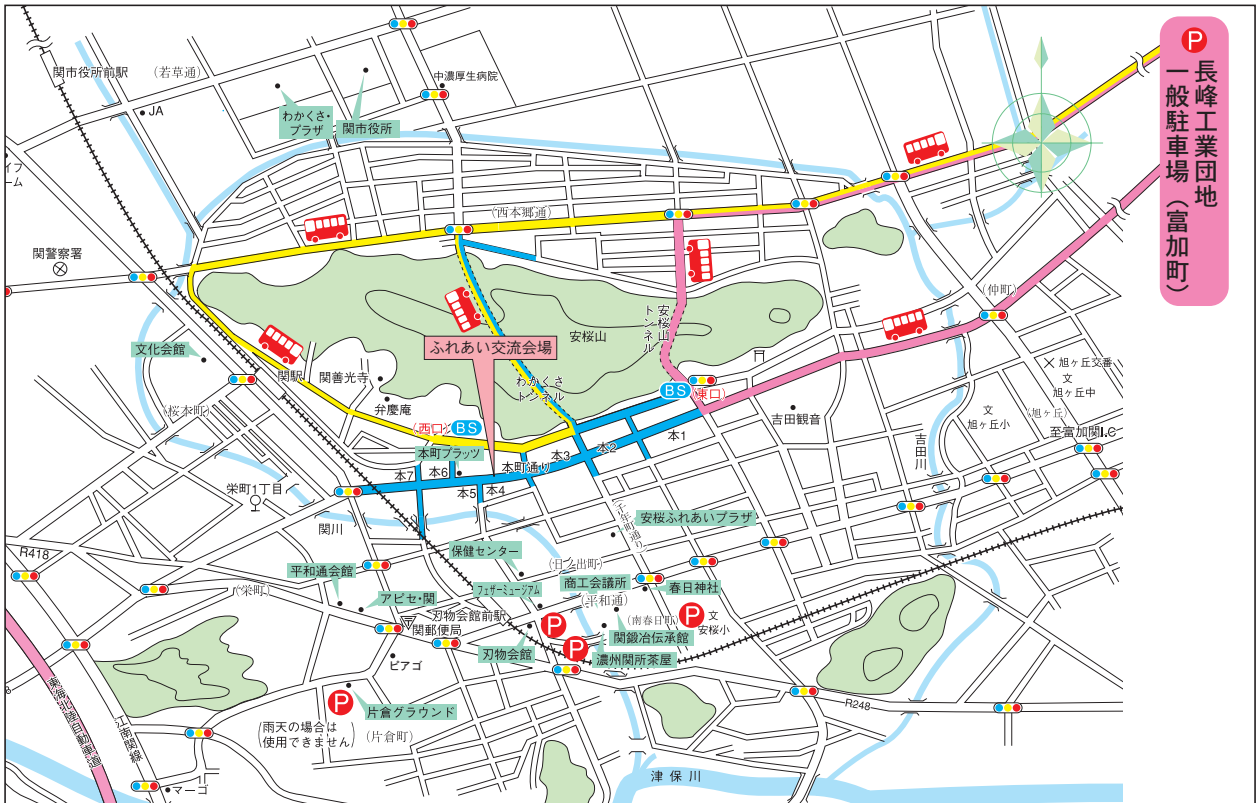 P
長峰工業団地
一般駐車場（富加町）
関市役所前駅
（若草通）
中濃厚生病院
JA
わかくさ・
プラザ
関市役所
イフ
ーム
（西本郷通）
関警察署
（仲町）
安桜山
安桜山
トンネル
ふれあい交流会場
文化会館
関駅
関善光寺
わかくさ
トンネル
弁慶庵
BS
（東口）
旭ヶ丘交番
文
旭ヶ丘中
（桜本町）
（西口）
BS
吉田観音
文
旭ヶ丘小
（旭ヶ丘）
至富加関I.C
吉田川
本町プラッツ
本町通り
本1
本2
本3
本4
本5
本6
本7
栄町1丁目
関川
（千年町通り）
安桜ふれあいプラザ
R418
保健センター
（日ノ出町）
平和通会館
（栄町）
アピセ・関
フェザーミュージアム
商工会議所
春日神社
（平和通）
刃物会館前駅
関郵便局
P
（南春日町）
P
文
安桜小
関鍛冶伝承館
刃物会館
P
濃州関所茶屋
ピアゴ
P
片倉グラウンド
（雨天の場合は
使用できません）
（片倉町）
R248
東海北陸自動車道
江南関線
マーゴ
津保川